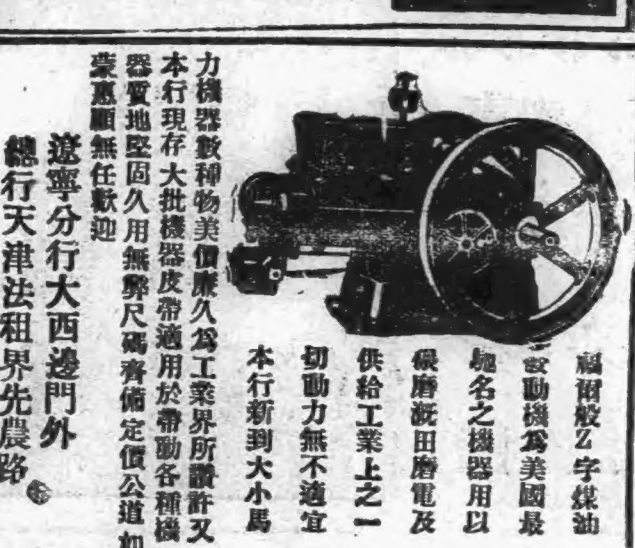 福爾般乙字煤油
發動機爲美國最
馳名之機器用以
碾磨溉田磨電及
供給工業上之一
切動力無不適宜
本行新到大小馬
力機器數種物美價廉久爲工業界所讚許又
本行現存大批機器皮帶適用於帶動各種機
器質地堅固久用無弊尺碼齊備定價公道如
蒙惠顧無任歡迎
遼寧分行大西邊門外
總行天津法租界先農路